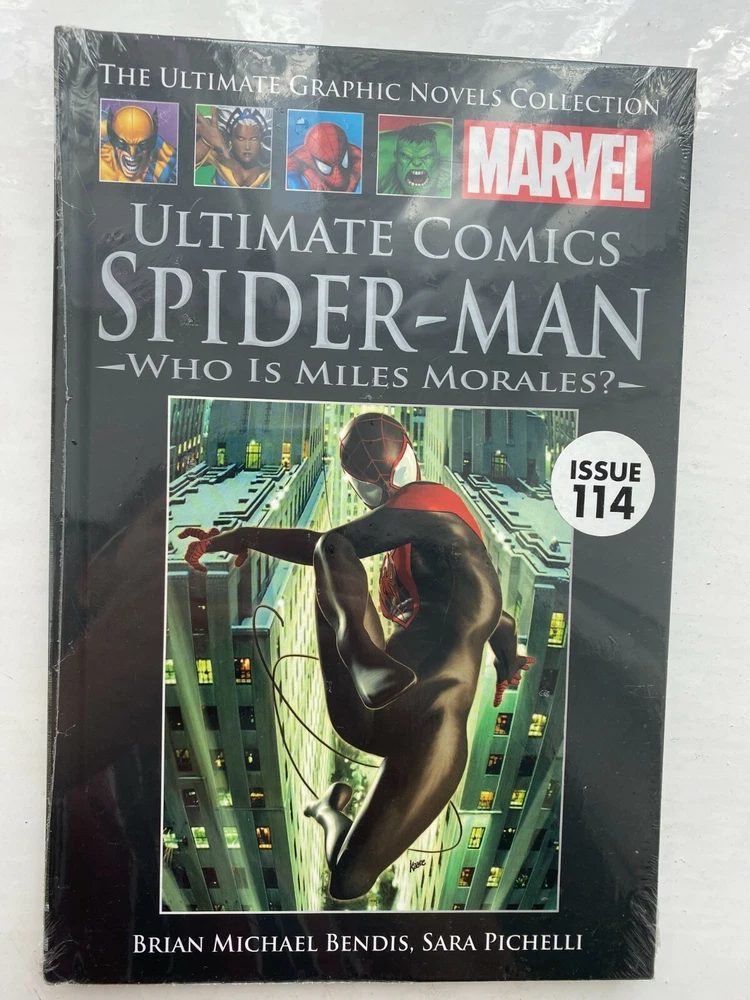 THE ULTIMATE GRAPHIC NOVELS COLLECTION
MARVEL
ULTIMATE COMICS
SPIDER-MAN
WHO IS MILES MORALES?
ISSUE
114
Kaare
BRIAN MICHAEL BENDIS, SARA PICHELLI